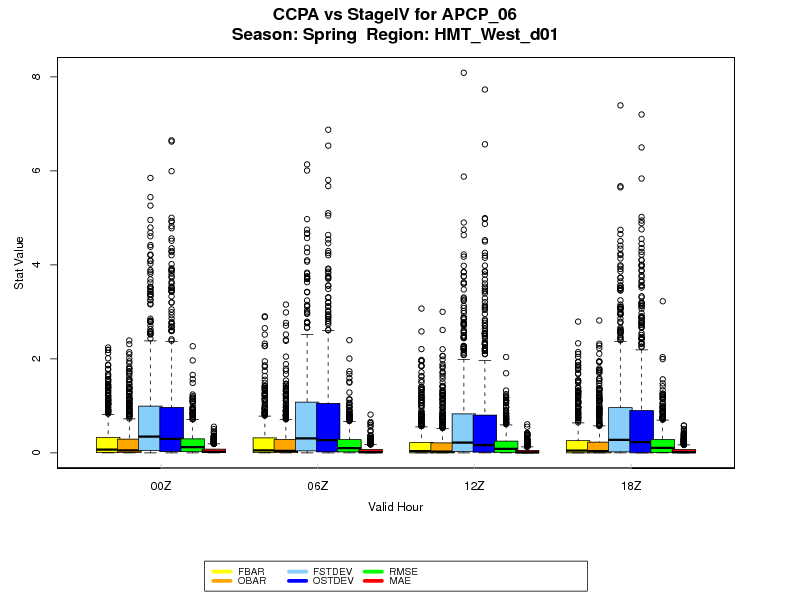 CCPA vs StageIV for APCP_06
Season: Spring  Region: HMT_West_d01
8
6
4
2
0
Stat Value
00Z
06Z
12Z
18Z
Valid Hour
FBAR
FSTDEV
RMSE
OBAR
OSTDEV
MAE